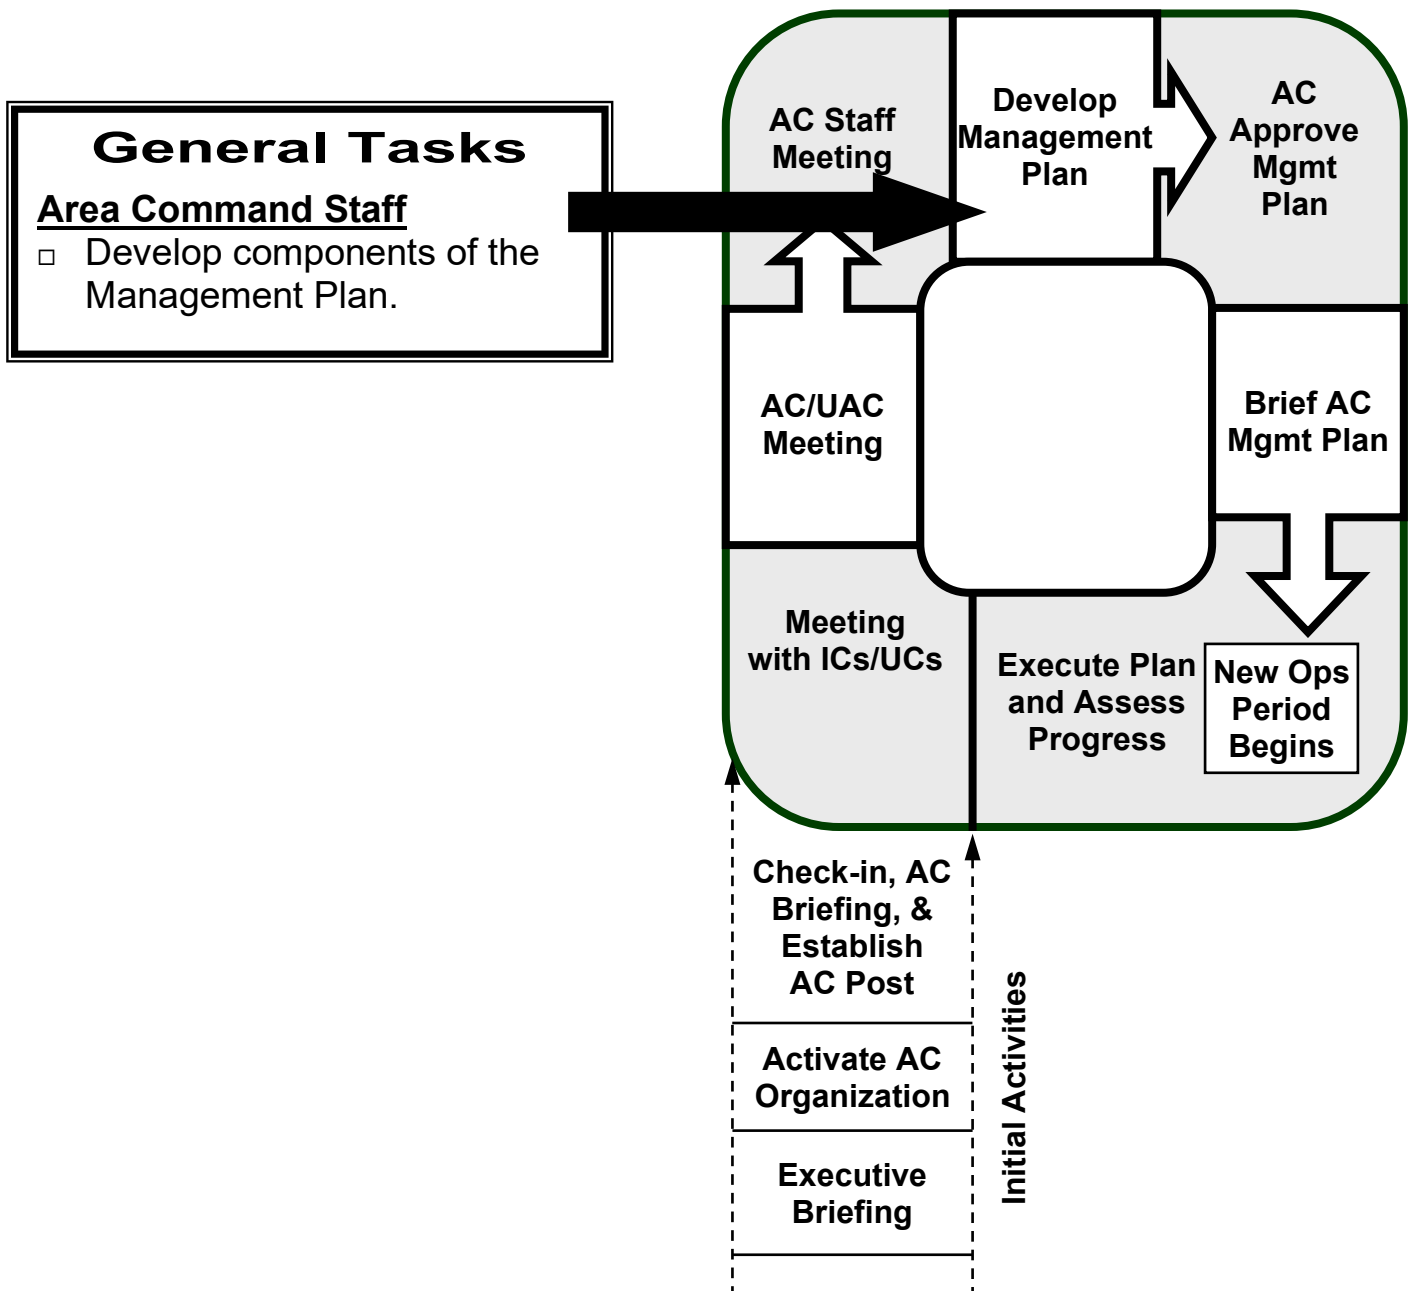 General Tasks
Area Command Staff
□ Develop components of the
Management Plan.
AC Staff
Meeting
Develop
Management
Plan
AC
Approve
Mgmt
Plan
AC/UAC
Meeting
Brief AC
Mgmt Plan
Meeting
with ICs/UCs
Execute Plan
and Assess
Progress
New Ops
Period
Begins
Check-in, AC
Briefing, &
Establish
AC Post
Activate AC
Organization
Executive
Briefing
Initial Activities